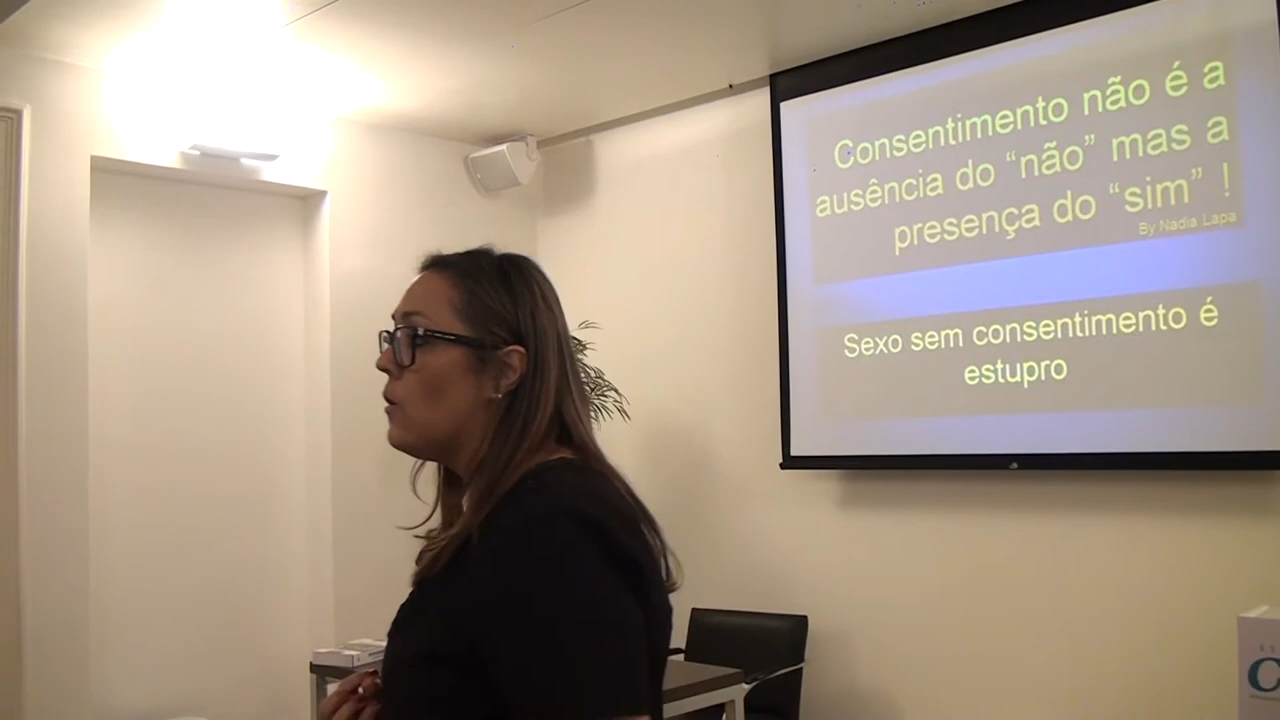 Consentimento não é a
ausência do “não” mas a
presença do “sim” !
By Nadia Lapa
Sexo sem consentimento é
estupro